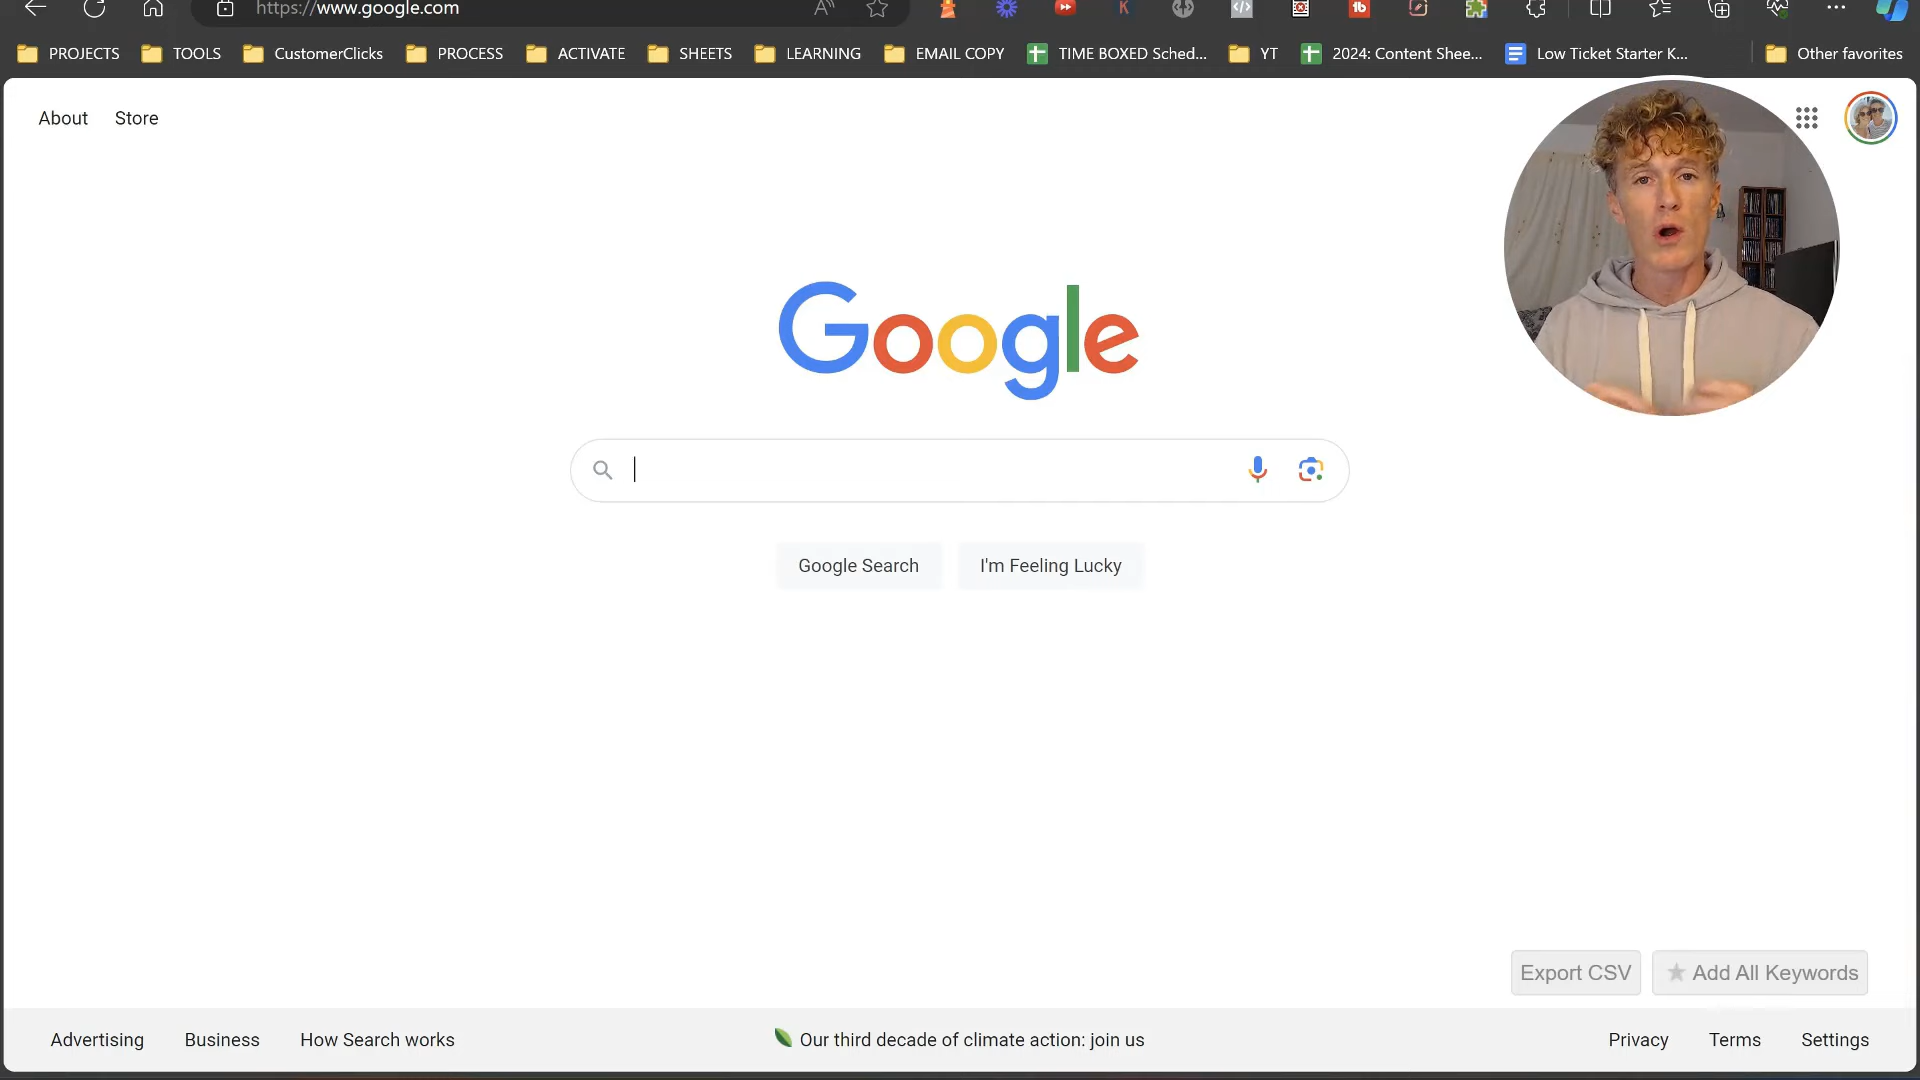 https://www.google.com
PROJECTS TOOLS CustomerClicks PROCESS ACTIVATE SHEETS LEARNING EMAIL COPY TIME BOXED Sched... YT 2024: Content Shee... Low Ticket Starter K... Other favorites
About Store
Google
Google Search I'm Feeling Lucky
Export CSV Add All Keywords
Advertising Business How Search works Our third decade of climate action: join us Privacy Terms Settings